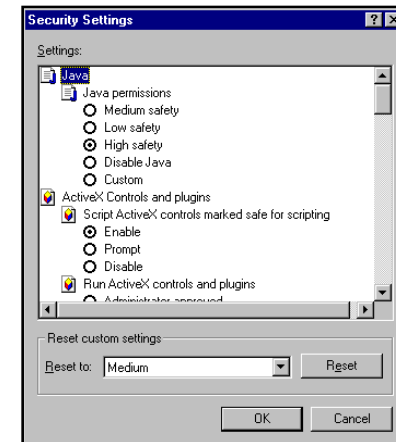 Security Settings
Settings:
Java
Java permissions
Medium safety
Low safety
High safety
Disable Java
Custom
ActiveX Controls and plugins
Script ActiveX controls marked safe for scripting
Enable
Prompt
Disable
Run ActiveX controls and plugins
Administrator approved
Reset custom settings
Reset to: Medium Reset
OK Cancel